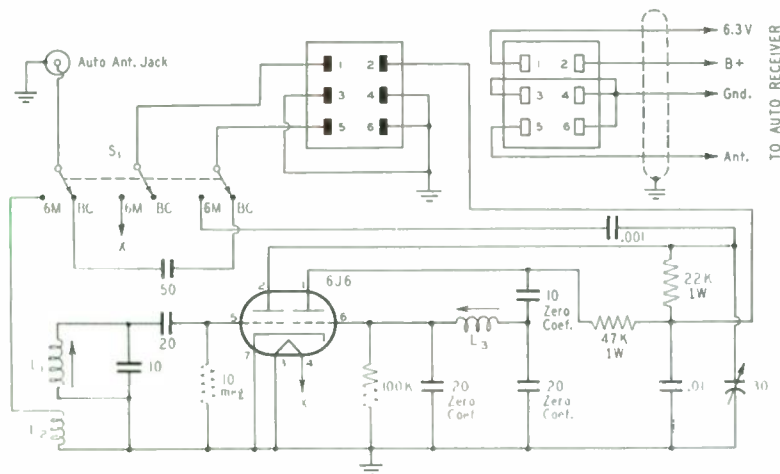 Auto Ant. Jack
1 2
3 4
5 6
1 2
3 4
5 6
6.3V
B+
Gnd.
Ant.
TO AUTO RECEIVER
S1
6M BC 6M BC 6M BC
X
50
.001
2 1
6J6
5 6
7 3 4
X
20
L1
10
10 meg
L2
100K
20 Zero Coef.
L3
10 Zero Coef.
20 Zero Coef.
47K 1W
22K 1W
.01
30